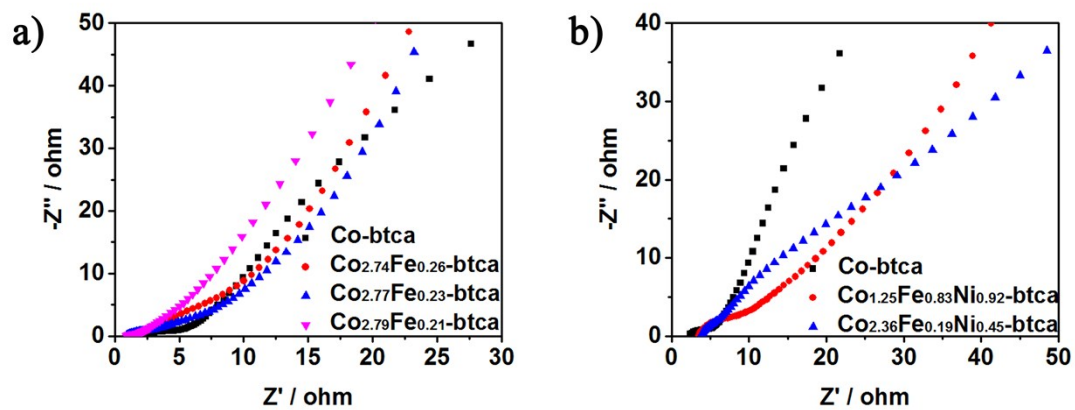 a)
50
40
30
20
10
0
-Z" / ohm
0 5 10 15 20 25 30
Z' / ohm
Co-btca
Co2.74Fe0.26-btca
Co2.77Fe0.23-btca
Co2.79Fe0.21-btca
b)
40
30
20
10
0
-Z" / ohm
0 10 20 30 40 50
Z' / ohm
Co-btca
Co1.25Fe0.83Ni0.92-btca
Co2.36Fe0.19Ni0.45-btca